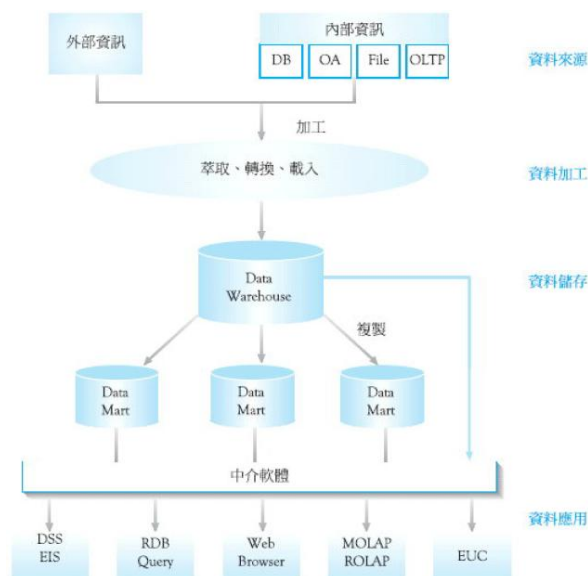 外部資訊
內部資訊
DB OA File OLTP
資料來源
加工
萃取、轉換、載入
資料加工
Data
Warehouse
資料儲存
複製
Data
Mart
Data
Mart
Data
Mart
中介軟體
資料應用
DSS
EIS
RDB
Query
Web
Browser
MOLAP
ROLAP
EUC